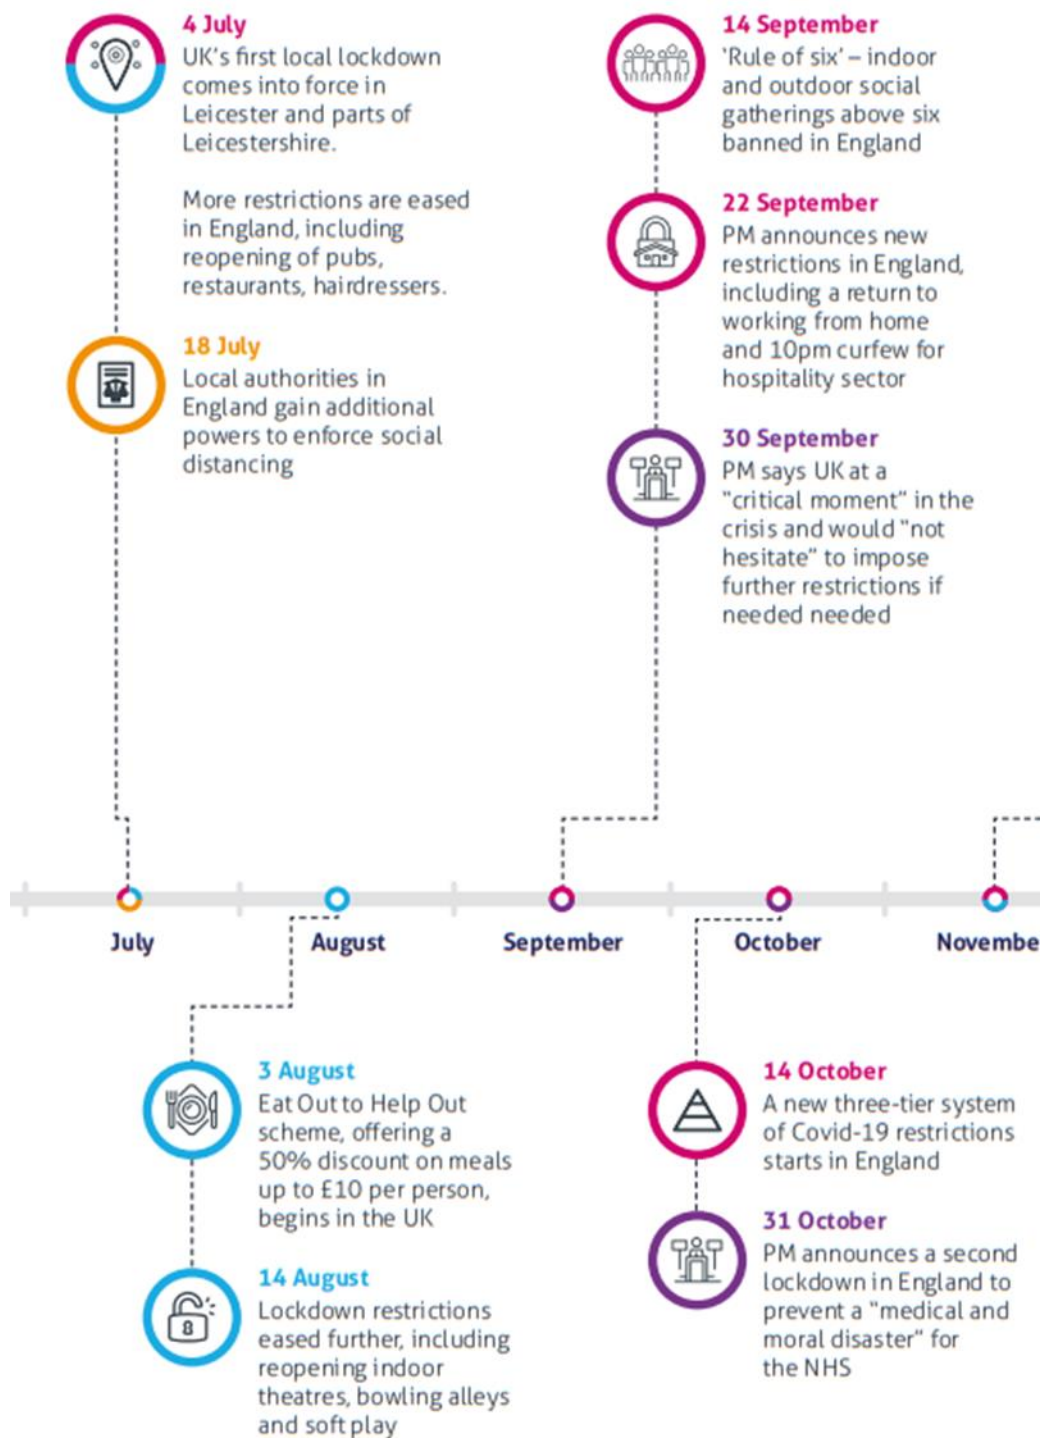 4 July
UK's first local lockdown
comes into force in
Leicester and parts of
Leicestershire.
More restrictions are eased
in England, including
reopening of pubs,
restaurants, hairdressers.
18 July
Local authorities in
England gain additional
powers to enforce social
distancing
14 September
'Rule of six' – indoor
and outdoor social
gatherings above six
banned in England
22 September
PM announces new
restrictions in England,
including a return to
working from home
and 10pm curfew for
hospitality sector
30 September
PM says UK at a
"critical moment" in the
crisis and would "not
hesitate" to impose
further restrictions if
needed needed
July
August
September
October
Novembe
3 August
Eat Out to Help Out
scheme, offering a
50% discount on meals
up to £10 per person,
begins in the UK
14 August
Lockdown restrictions
eased further, including
reopening indoor
theatres, bowling alleys
and soft play
14 October
A new three-tier system
of Covid-19 restrictions
starts in England
31 October
PM announces a second
lockdown in England to
prevent a "medical and
moral disaster" for
the NHS